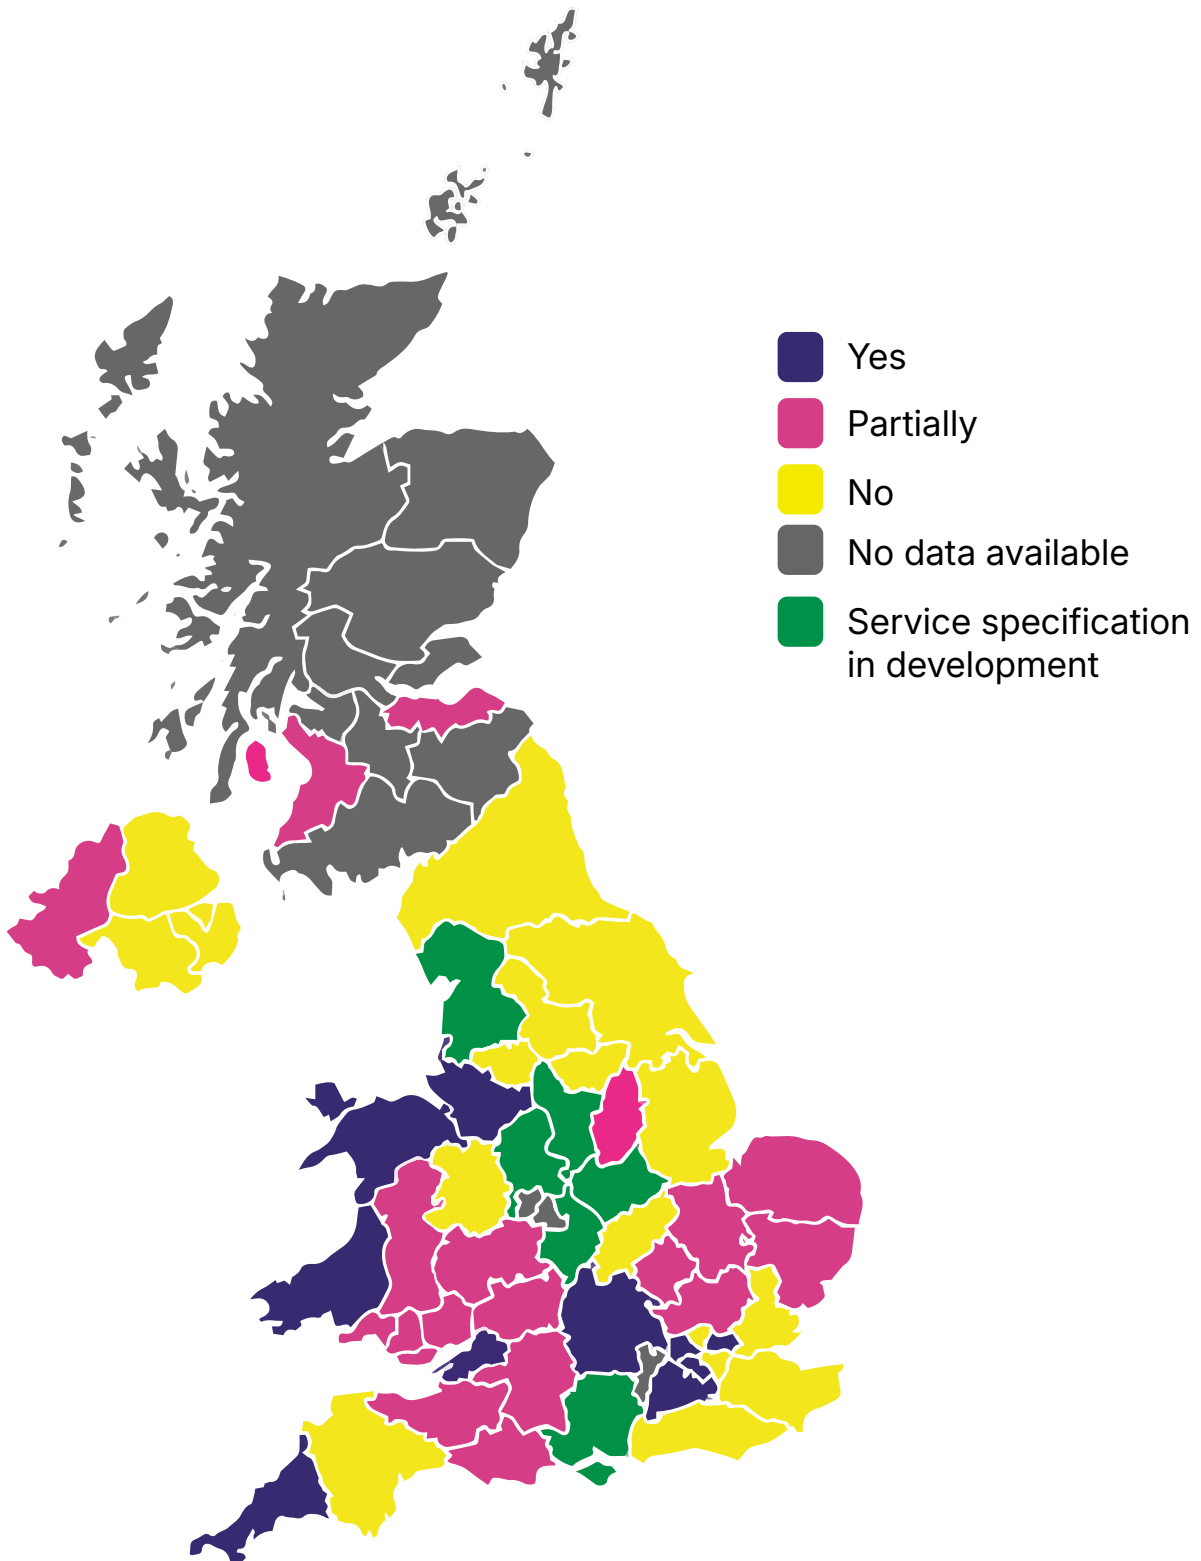 Yes
Partially
No
No data available
Service specification
in development